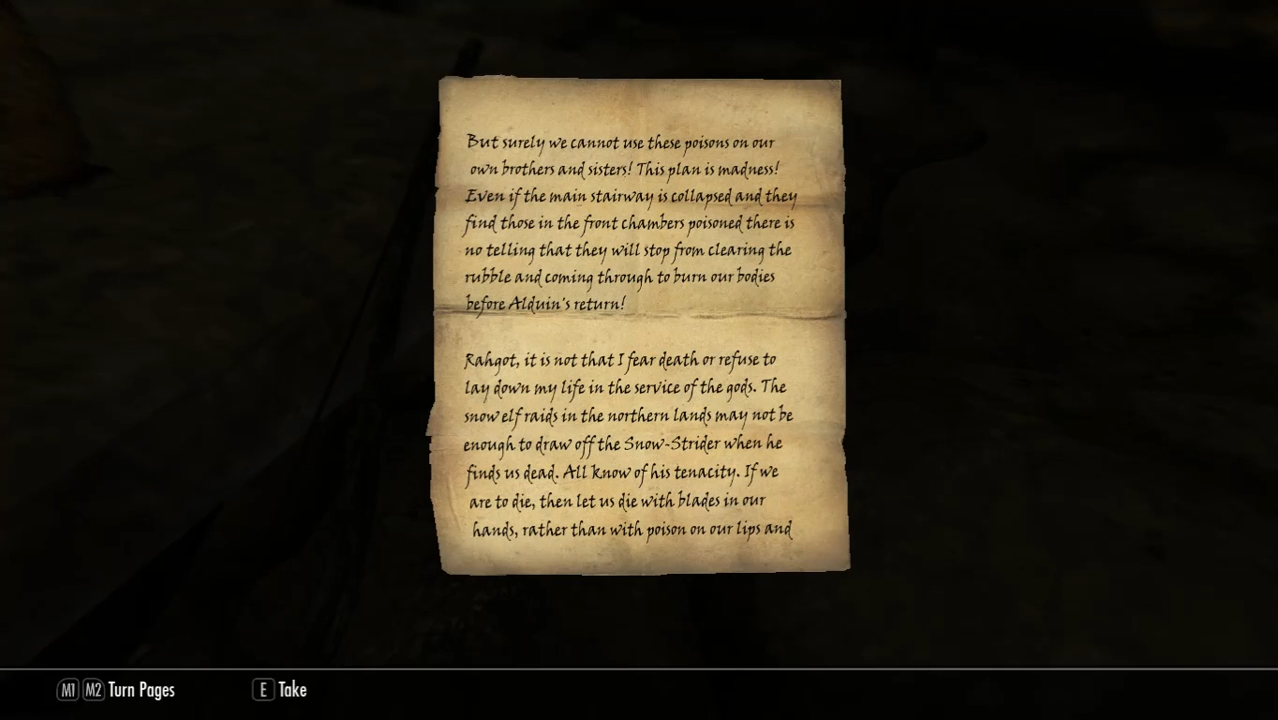 But surely we cannot use these poisons on our
own brothers and sisters! This plan is madness!
Even if the main stairway is collapsed and they
find those in the front chambers poisoned there is
no telling that they will stop from clearing the
rubble and coming through to burn our bodies
before Alduin's return!
Rahgot, it is not that I fear death or refuse to
lay down my life in the service of the gods. The
snow elf raids in the northern lands may not be
enough to draw off the Snow-Strider when he
finds us dead. All know of his tenacity. If we
are to die, then let us die with blades in our
hands, rather than with poison on our lips and
M1 M2 Turn Pages E Take